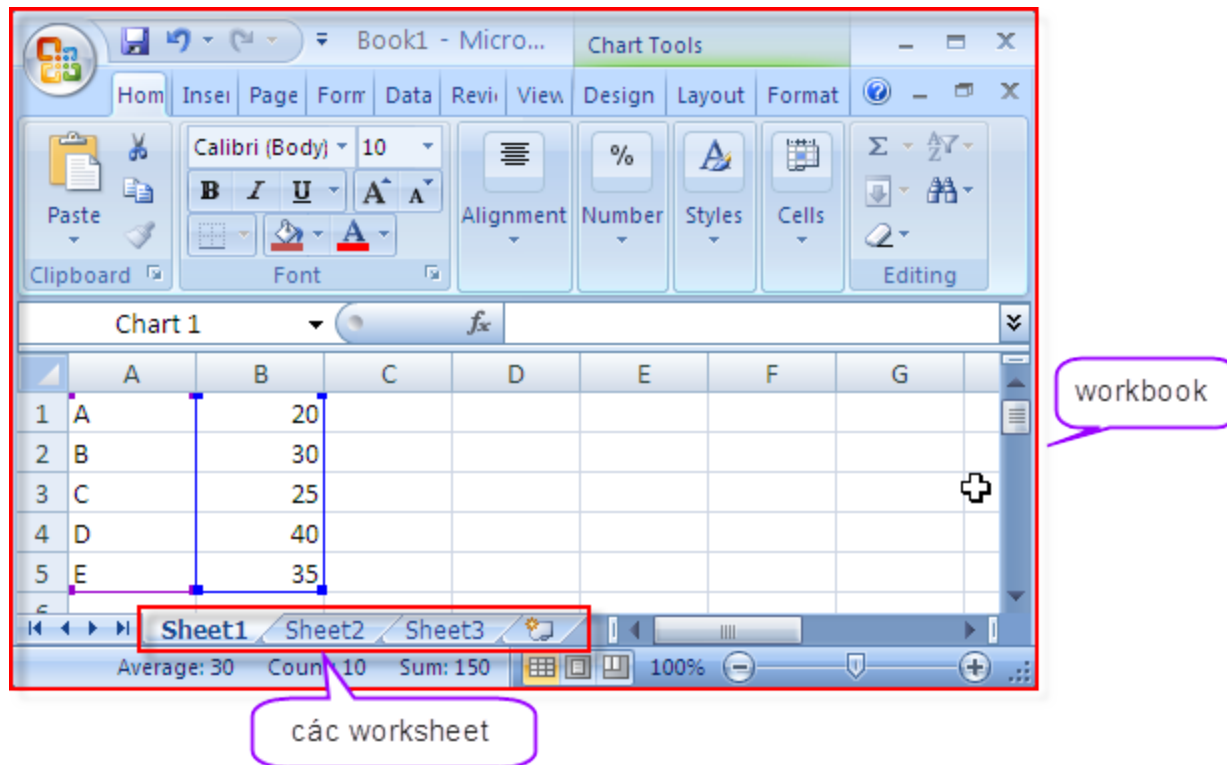 Book1 - Micro... Chart Tools
Hom Inser Page Form Data Revi View Design Layout Format
Calibri (Body) 10
B I U A A
Paste Alignment Number Styles Cells
% A Σ A Z
A
Clipboard Font Editing
Chart 1 fx
A B C D E F G
1 A 20
2 B 30
3 C 25
4 D 40
5 E 35
Sheet1 Sheet2 Sheet3
Average: 30 Coun 10 Sum: 150 100%
workbook
các worksheet